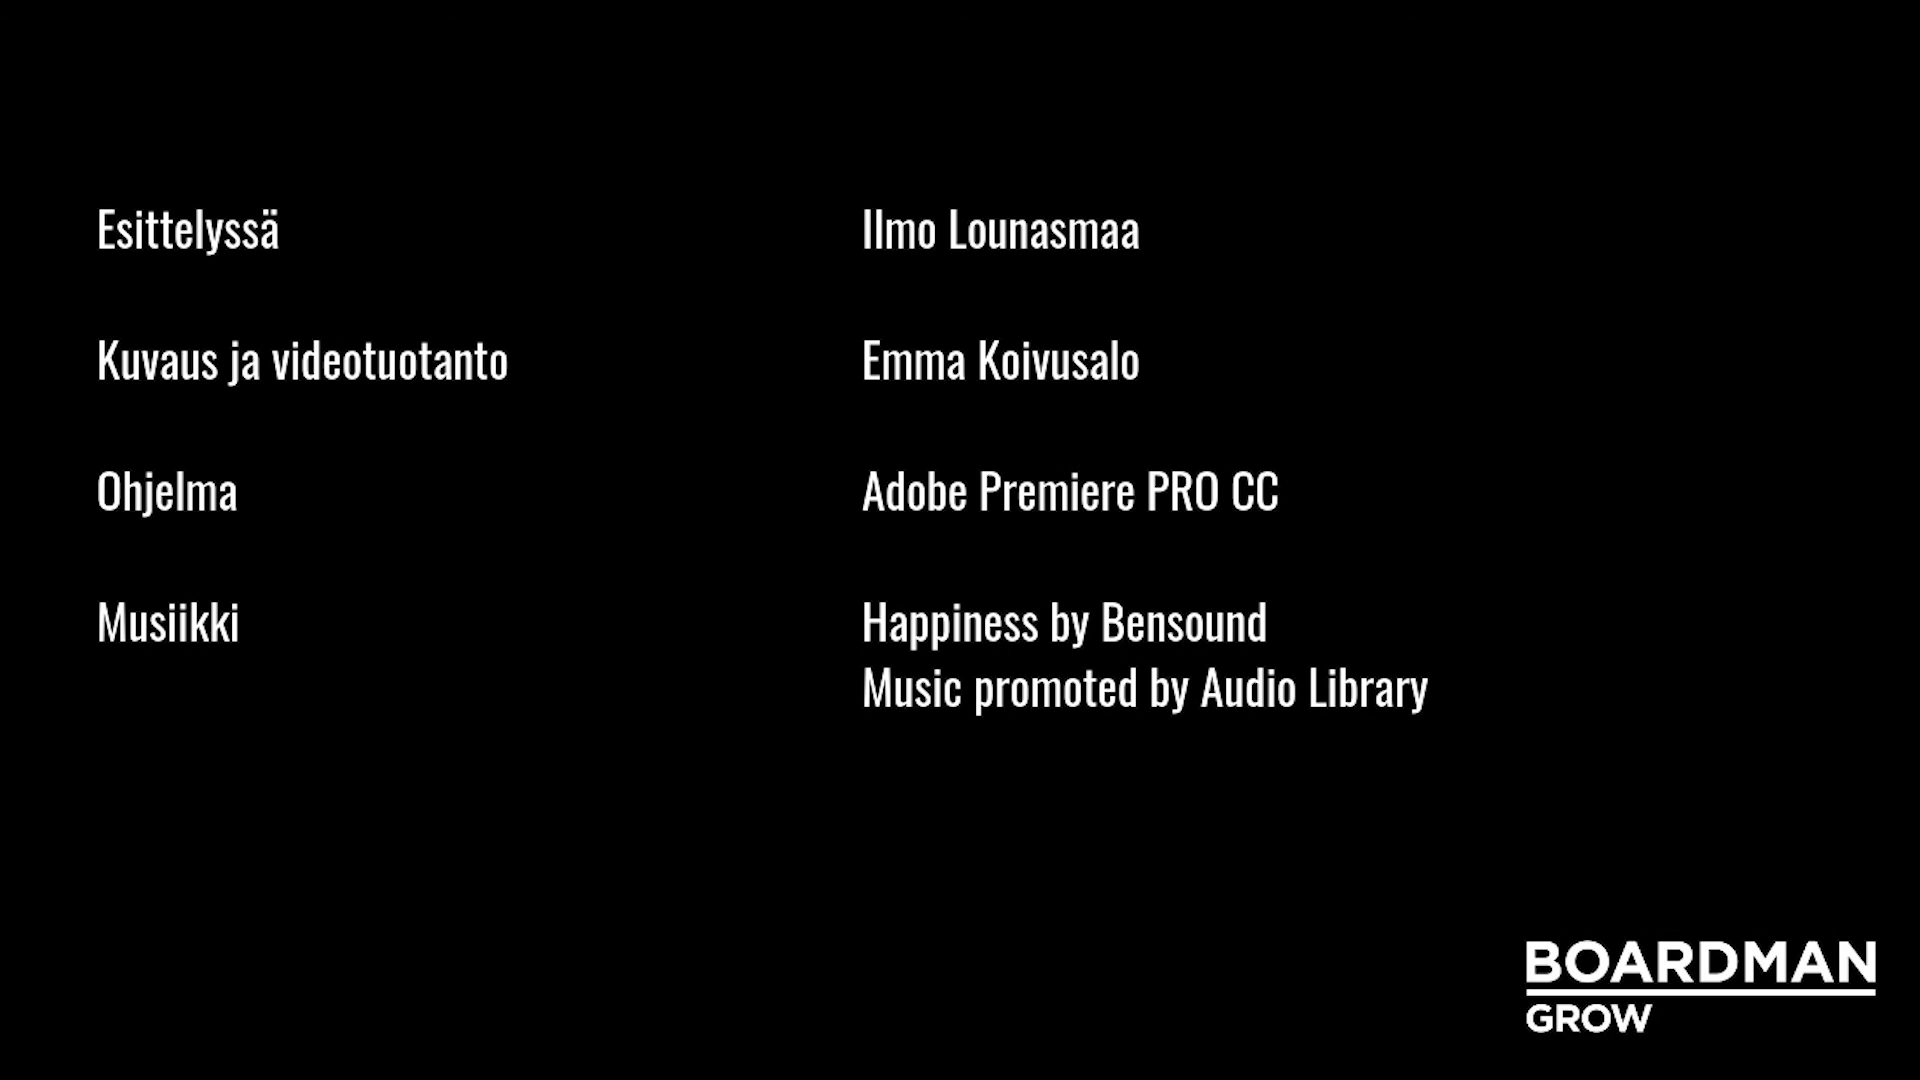 Esittelyssä Ilmo Lounasmaa
Kuvaus ja videotuotanto Emma Koivusalo
Ohjelma Adobe Premiere PRO CC
Musiikki Happiness by Bensound
Music promoted by Audio Library
BOARDMAN
GROW